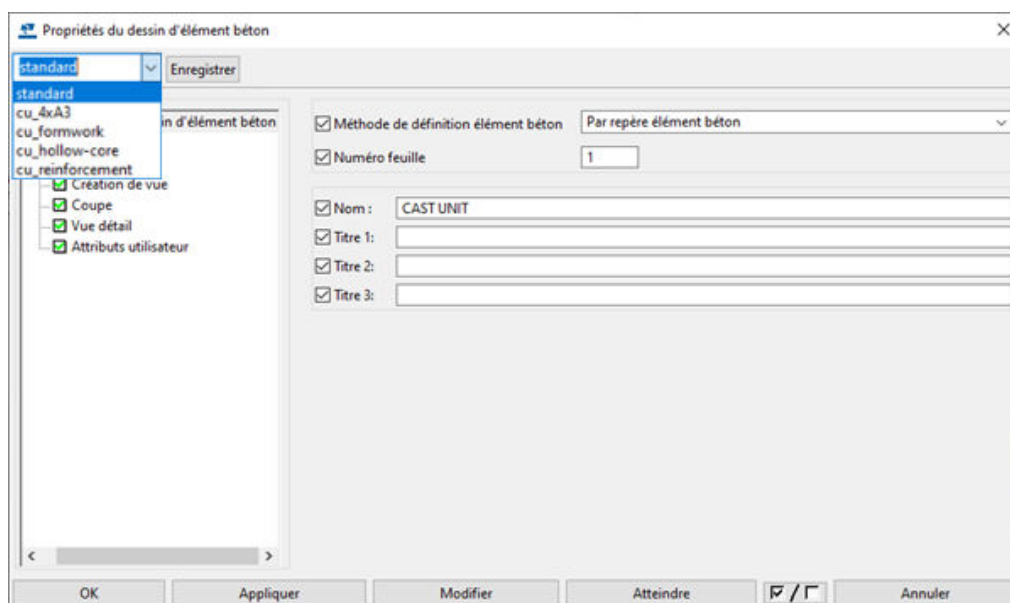 Propriétés du dessin d'élément béton
standard
Enregistrer
standard
cu_4xA3
cu_formwork
cu_hollow-core
cu_reinforcement
in d'élément béton
Création de vue
Coupe
Vue détail
Attributs utilisateur
Méthode de définition élément béton
Par repère élément béton
Numéro feuille
1
Nom :
CAST UNIT
Titre 1:
Titre 2:
Titre 3:
OK
Appliquer
Modifier
Atteindre
/
Annuler